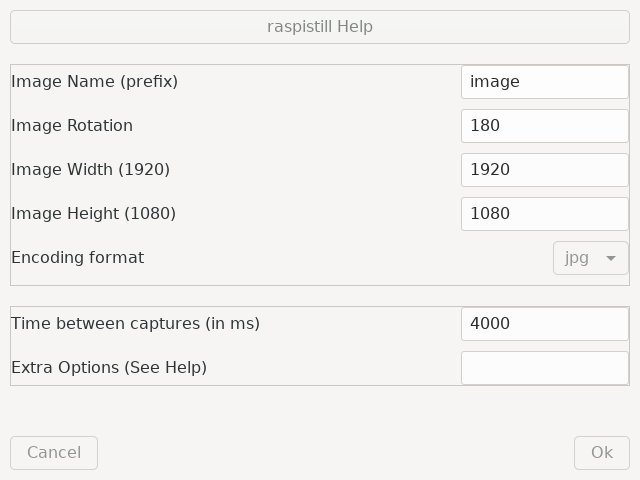 raspistill Help
Image Name (prefix) image
Image Rotation 180
Image Width (1920) 1920
Image Height (1080) 1080
Encoding format jpg
Time between captures (in ms) 4000
Extra Options (See Help)
Cancel Ok